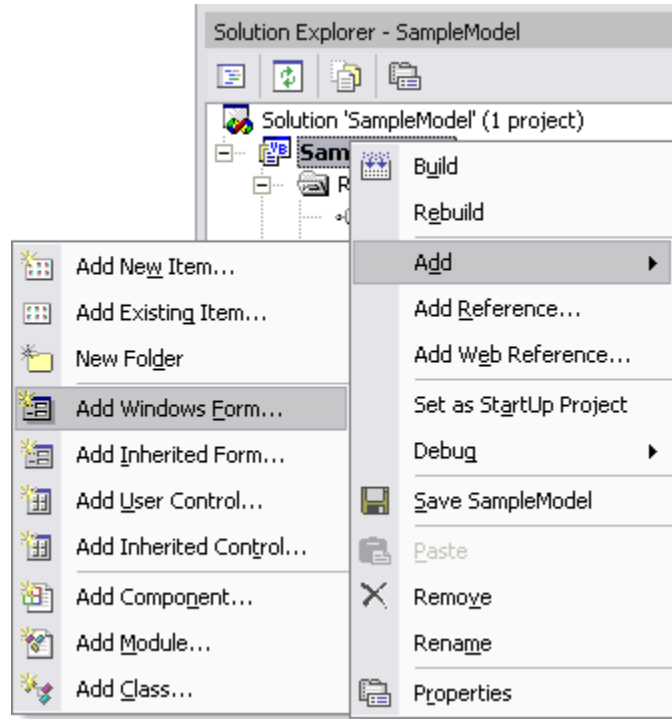 Solution Explorer - SampleModel
Solution 'SampleModel' (1 project)
Sam
R
Build
Rebuild
Add
Add Reference...
Add Web Reference...
Set as StartUp Project
Debug
Save SampleModel
Paste
Remove
Rename
Properties
Add New Item...
Add Existing Item...
New Folder
Add Windows Form...
Add Inherited Form...
Add User Control...
Add Inherited Control...
Add Component...
Add Module...
Add Class...